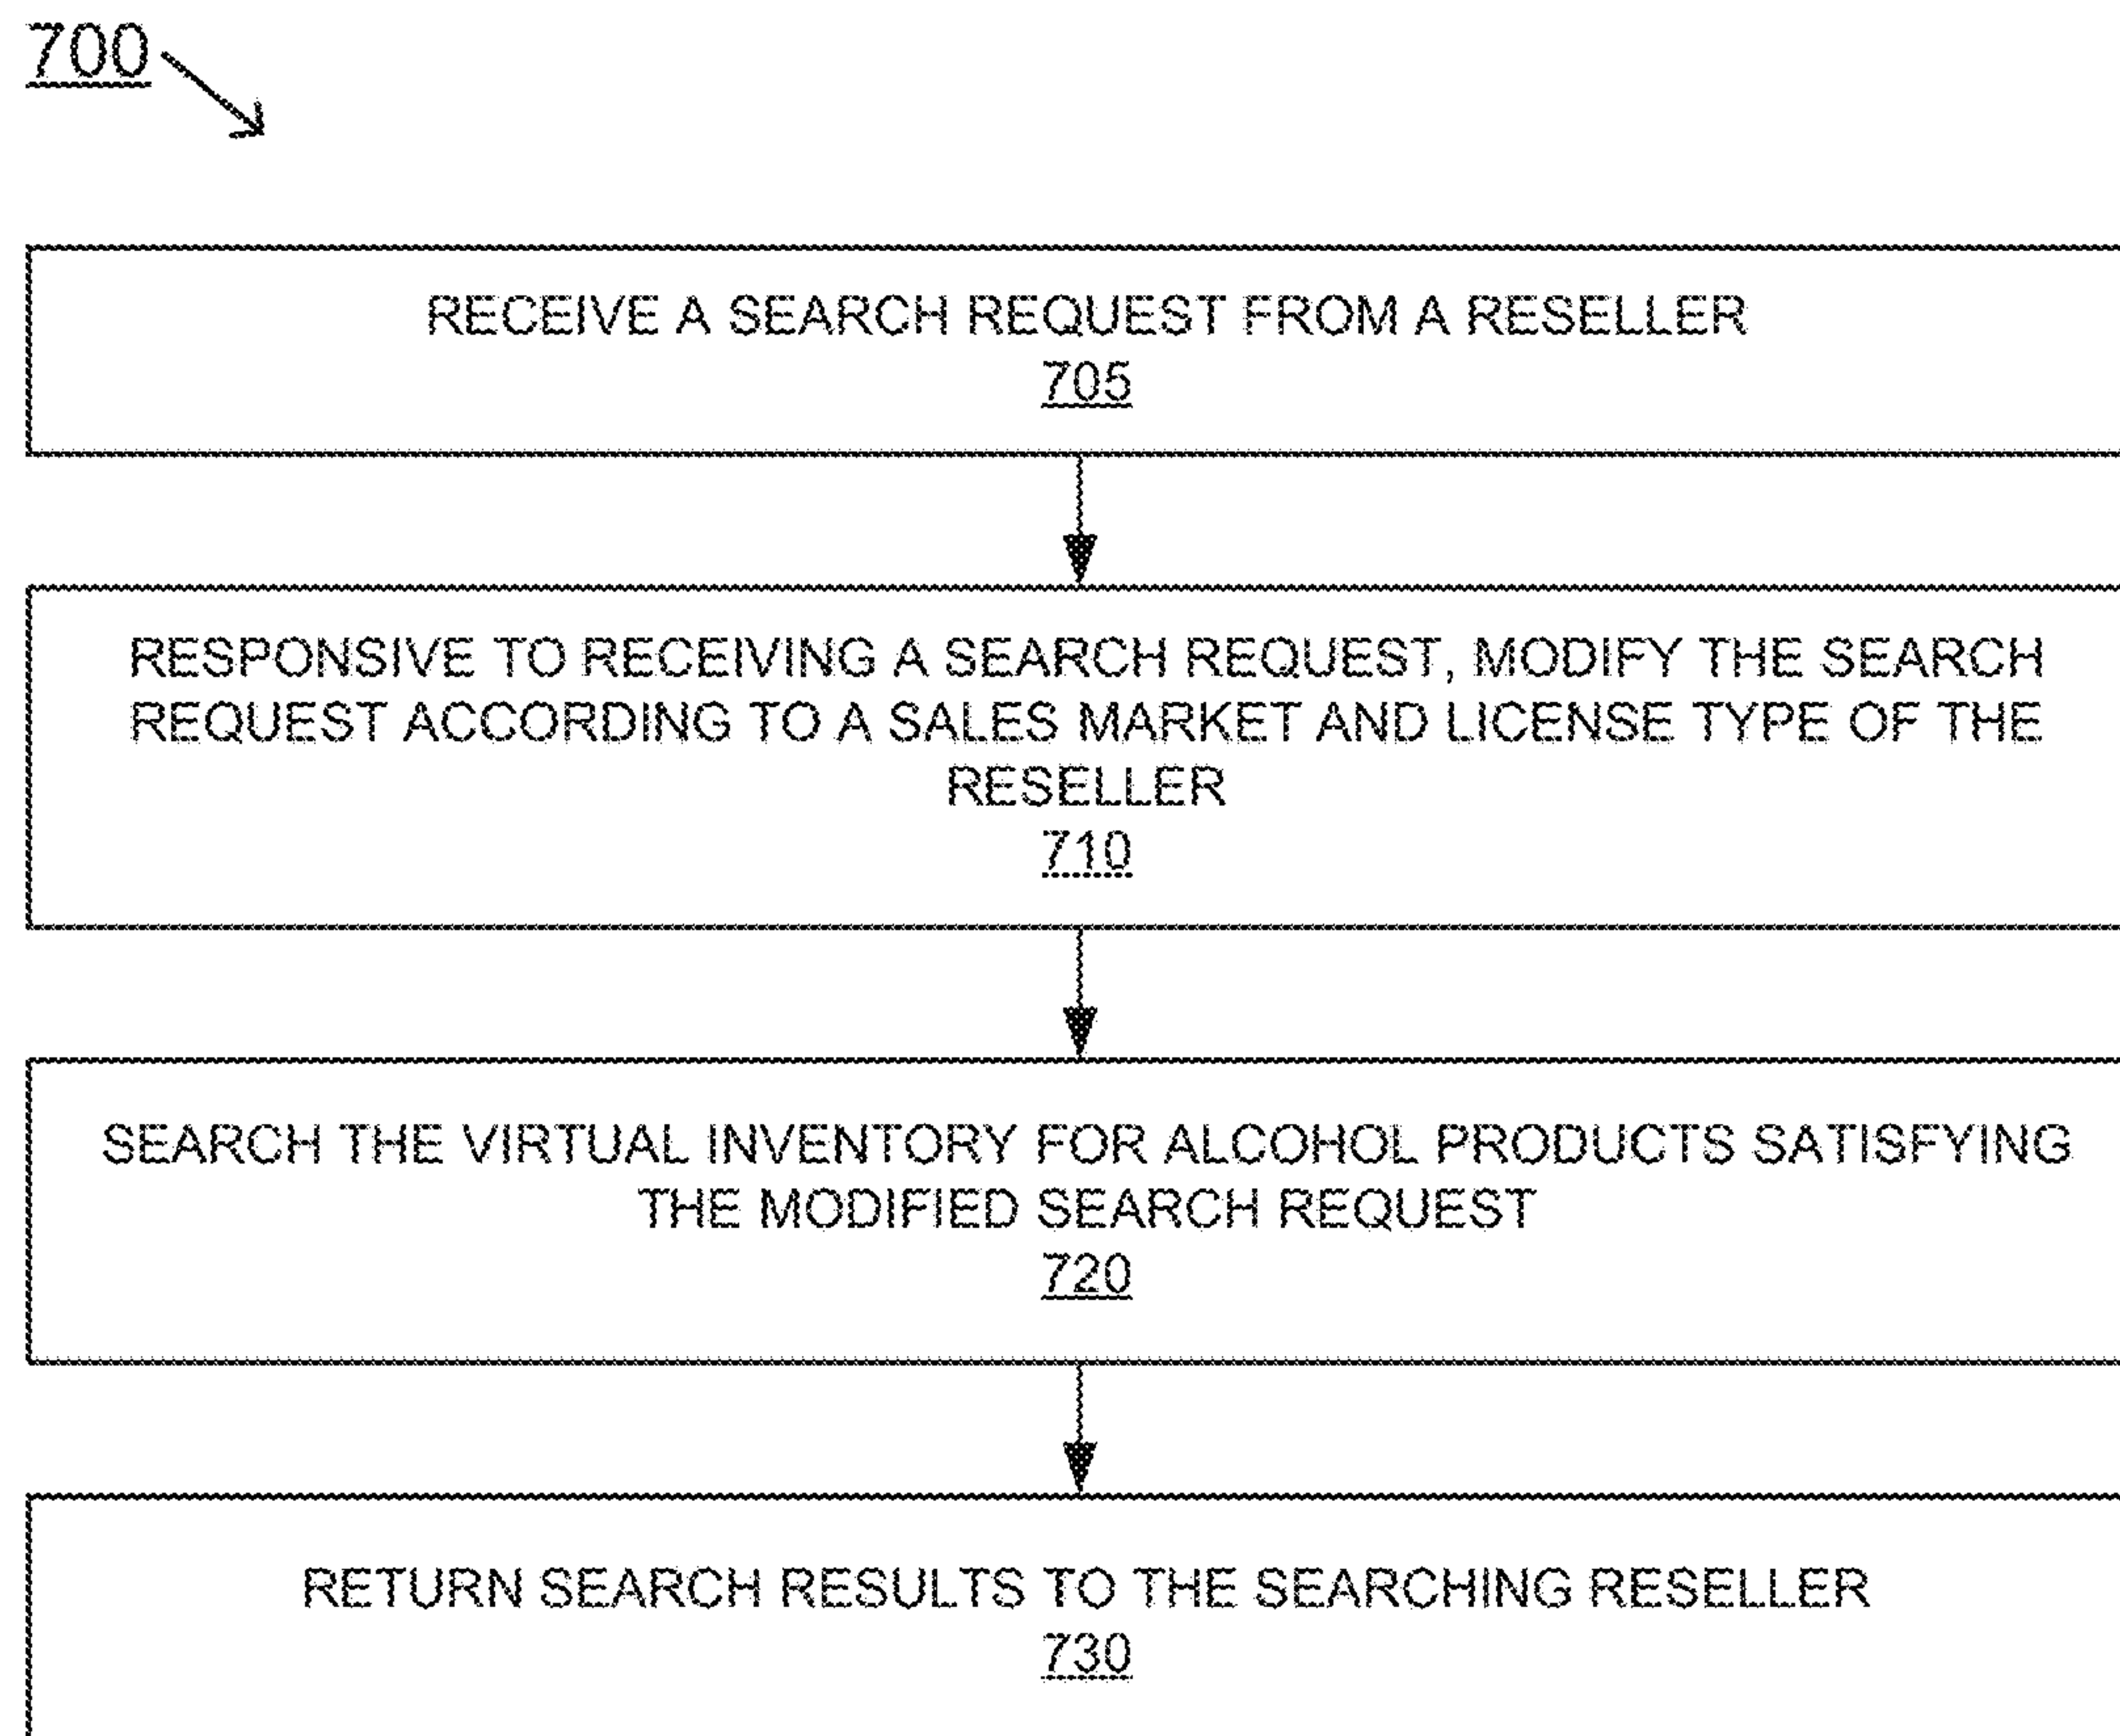 700
RECEIVE A SEARCH REQUEST FROM A RESELLER
705
RESPONSIVE TO RECEIVING A SEARCH REQUEST, MODIFY THE SEARCH
REQUEST ACCORDING TO A SALES MARKET AND LICENSE TYPE OF THE
RESELLER
710
SEARCH THE VIRTUAL INVENTORY FOR ALCOHOL PRODUCTS SATISFYING
THE MODIFIED SEARCH REQUEST
720
RETURN SEARCH RESULTS TO THE SEARCHING RESELLER
730